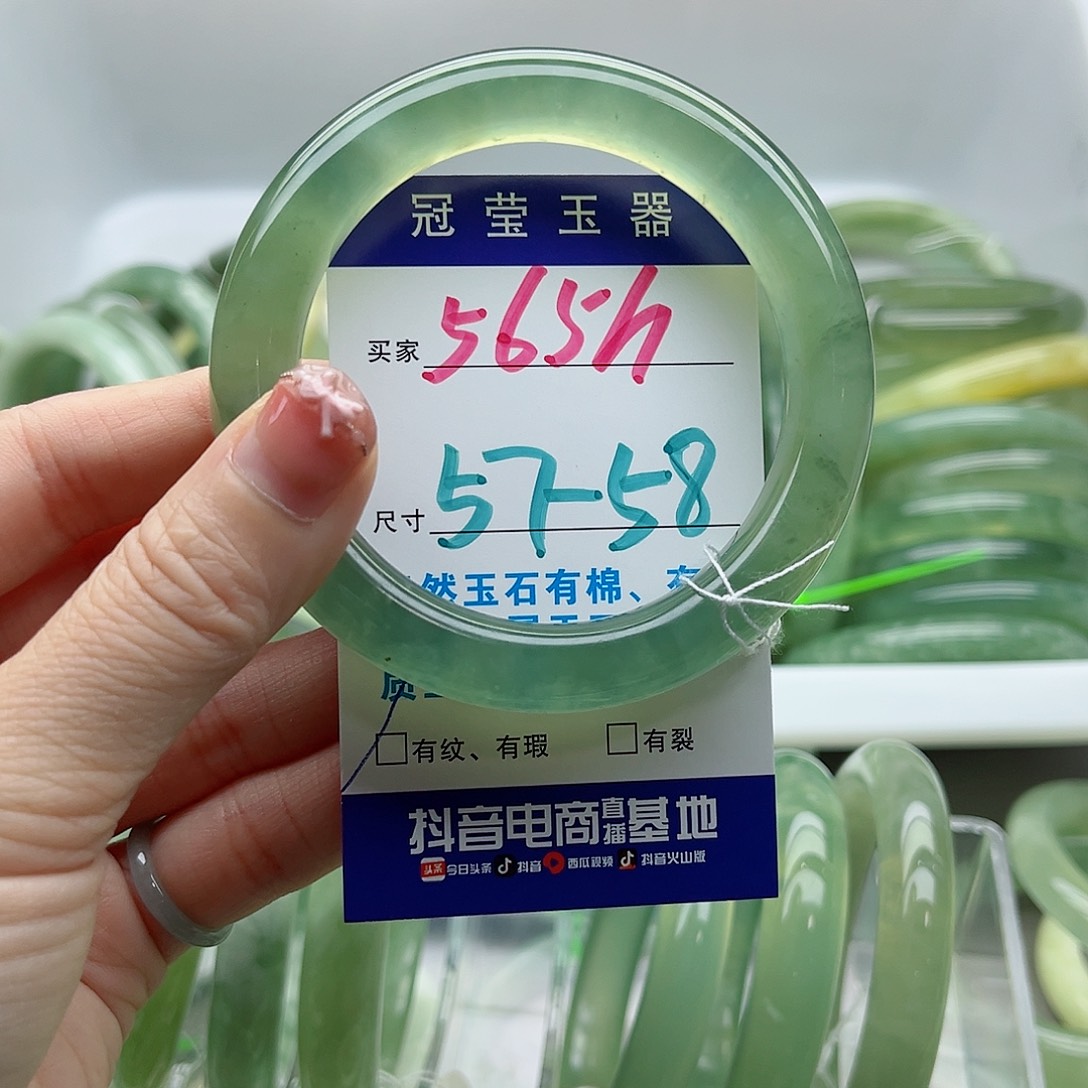 冠莹玉器
买家 565h
尺寸 57-58
然玉石有棉、
质
□有纹、有瑕 □有裂
抖音电商直播基地
头条 今日头条 抖音 西瓜视频 抖音火山版